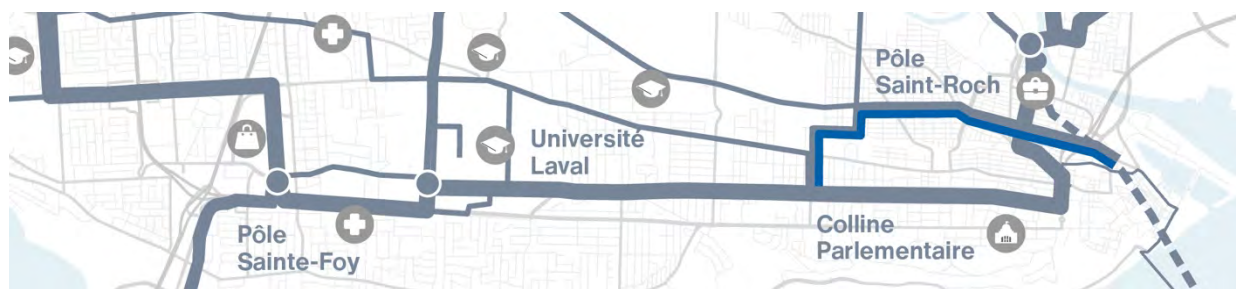 Pôle
Saint-Roch
Université
Laval
Pôle
Sainte-Foy
Colline
Parlementaire